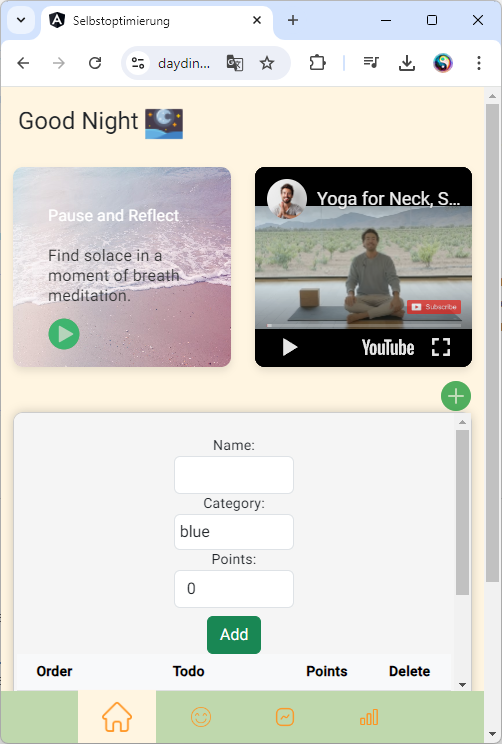 Selbstoptimierung
daydin...
Good Night
Pause and Reflect
Find solace in a
moment of breath
meditation.
Yoga for Neck, S...
Subscribe
YouTube
Name:
Category:
blue
Points:
0
Add
Order Todo Points Delete